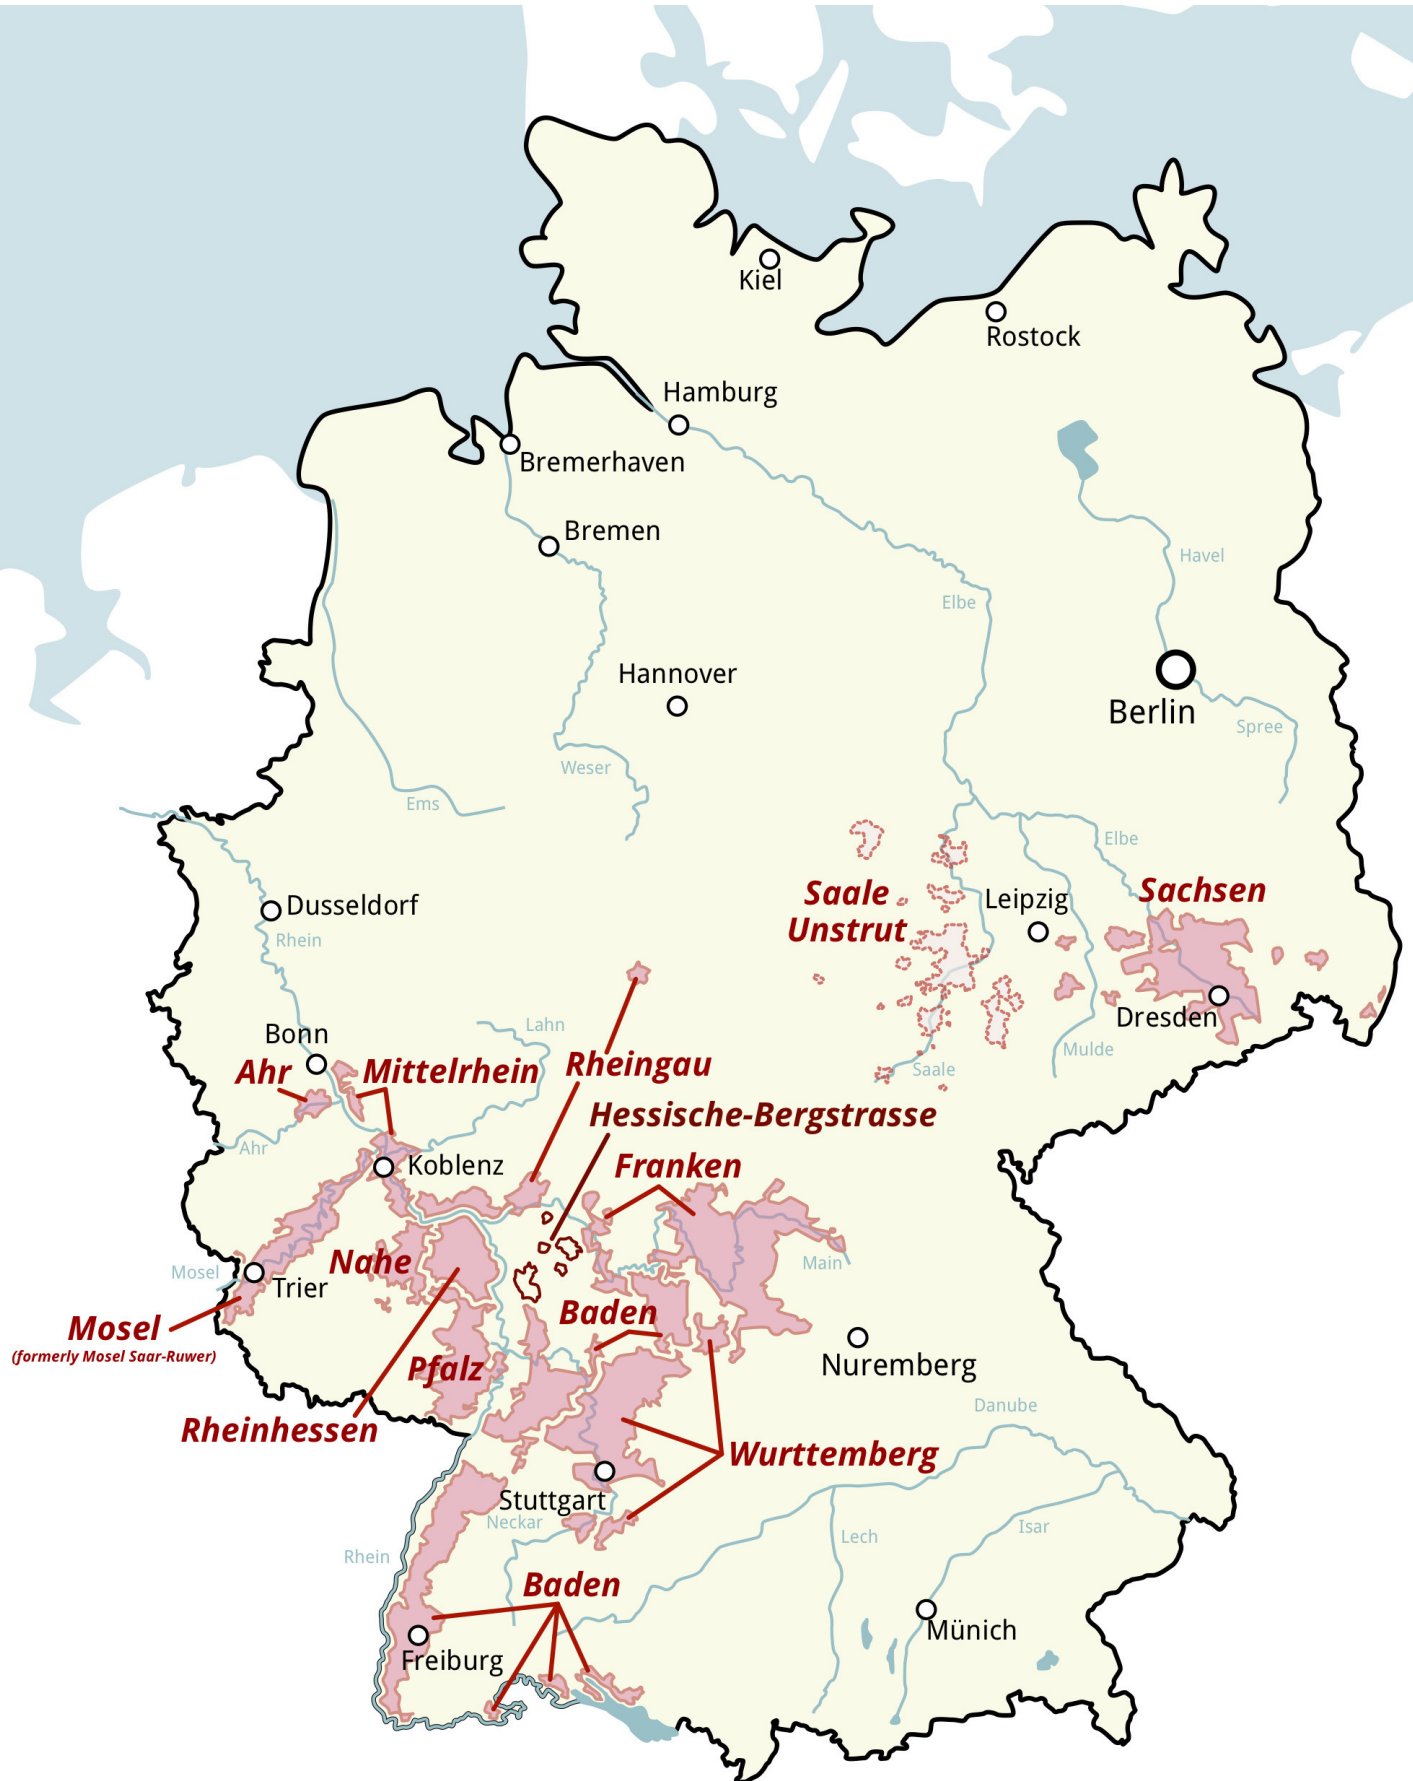 Kiel
Rostock
Hamburg
Bremerhaven
Bremen
Havel
Elbe
Hannover
Berlin
Spree
Weser
Ems
Elbe
Saale
Unstrut
Leipzig
Sachsen
Dusseldorf
Rhein
Dresden
Bonn
Lahn
Mulde
Saale
Ahr
Mittelrhein
Rheingau
Hessische-Bergstrasse
Ahr
Koblenz
Franken
Mosel
Trier
Nahe
Main
Mosel
(formerly Mosel Saar-Ruwer)
Baden
Nuremberg
Pfalz
Rheinhessen
Danube
Wurttemberg
Stuttgart
Neckar
Lech
Isar
Rhein
Baden
Freiburg
Münich